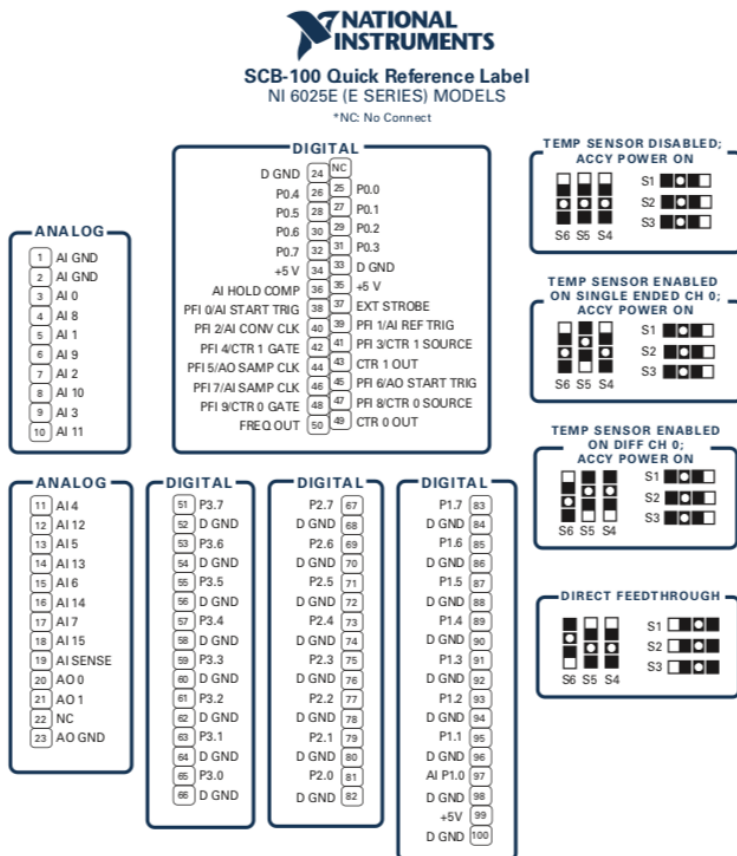 NATIONAL
INSTRUMENTS
SCB-100 Quick Reference Label
NI 6025E (E SERIES) MODELS
*NC: No Connect
DIGITAL
D GND 24 NC
P0.4 26 25 P0.0
P0.5 28 27 P0.1
P0.6 30 29 P0.2
P0.7 32 31 P0.3
+5 V 34 33 D GND
AI HOLD COMP 36 35 +5 V
PFI 0/AI START TRIG 38 37 EXT STROBE
PFI 2/AI CONV CLK 40 39 PFI 1/AI REF TRIG
PFI 4/CTR 1 GATE 42 41 PFI 3/CTR 1 SOURCE
PFI 5/AO SAMP CLK 44 43 CTR 1 OUT
PFI 7/AI SAMP CLK 46 45 PFI 6/AO START TRIG
PFI 9/CTR 0 GATE 48 47 PFI 8/CTR 0 SOURCE
FREQ OUT 50 49 CTR 0 OUT
ANALOG
1 AI GND
2 AI GND
3 AI 0
4 AI 8
5 AI 1
6 AI 9
7 AI 2
8 AI 10
9 AI 3
10 AI 11
ANALOG
11 AI 4
12 AI 12
13 AI 5
14 AI 13
15 AI 6
16 AI 14
17 AI 7
18 AI 15
19 AI SENSE
20 AO 0
21 AO 1
22 NC
23 AO GND
DIGITAL
51 P3.7
52 D GND
53 P3.6
54 D GND
55 P3.5
56 D GND
57 P3.4
58 D GND
59 P3.3
60 D GND
61 P3.2
62 D GND
63 P3.1
64 D GND
65 P3.0
66 D GND
DIGITAL
P2.7 67
D GND 68
P2.6 69
D GND 70
P2.5 71
D GND 72
P2.4 73
D GND 74
P2.3 75
D GND 76
P2.2 77
D GND 78
P2.1 79
D GND 80
P2.0 81
D GND 82
DIGITAL
P1.7 83
D GND 84
P1.6 85
D GND 86
P1.5 87
D GND 88
P1.4 89
D GND 90
P1.3 91
D GND 92
P1.2 93
D GND 94
P1.1 95
D GND 96
AI P1.0 97
D GND 98
+5V 99
D GND 100
TEMP SENSOR DISABLED;
ACCY POWER ON
S1
S2
S3
S6 S5 S4
TEMP SENSOR ENABLED
ON SINGLE ENDED CH 0;
ACCY POWER ON
S1
S2
S3
S6 S5 S4
TEMP SENSOR ENABLED
ON DIFF CH 0;
ACCY POWER ON
S1
S2
S3
S6 S5 S4
DIRECT FEEDTHROUGH
S1
S2
S3
S6 S5 S4